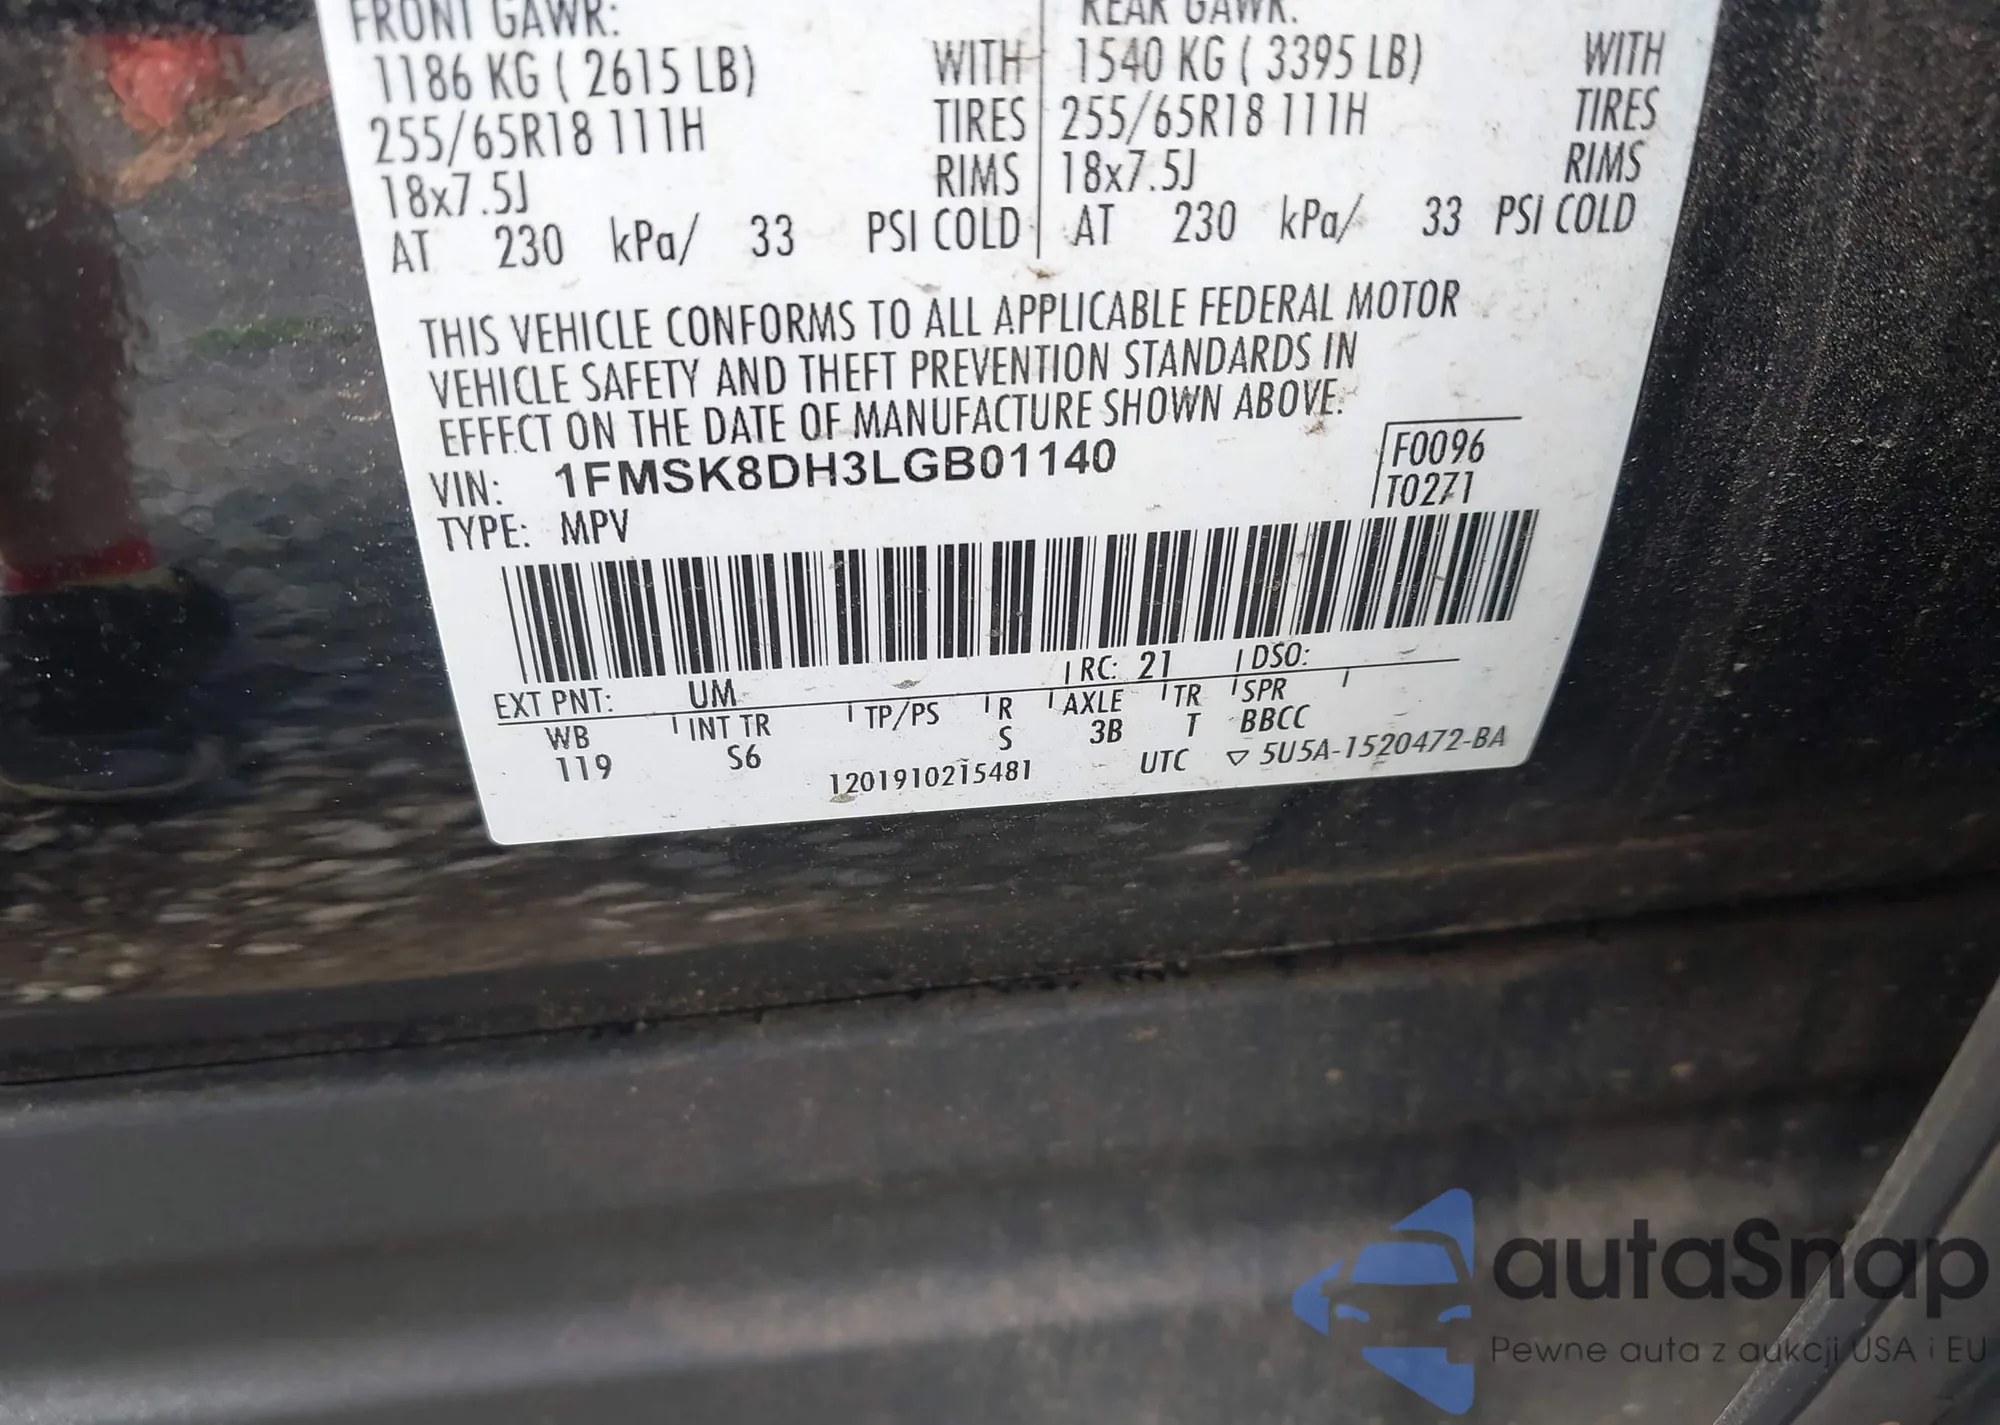 FRONT GAWR: REAR GAWR:
1186 KG ( 2615 LB) WITH 1540 KG ( 3395 LB) WITH
255/65R18 111H TIRES 255/65R18 111H TIRES
18x7.5J RIMS 18x7.5J RIMS
AT 230 kPa/ 33 PSI COLD AT 230 kPa/ 33 PSI COLD
THIS VEHICLE CONFORMS TO ALL APPLICABLE FEDERAL MOTOR
VEHICLE SAFETY AND THEFT PREVENTION STANDARDS IN
EFFECT ON THE DATE OF MANUFACTURE SHOWN ABOVE.
VIN: 1FMSK8DH3LGB01140 F0096
TYPE: MPV T0271
EXT PNT: UM RC: 21 DSO:
WB INT TR TP/PS R AXLE TR SPR
119 S6 S 3B T BBCC
1201910215481 UTC ▽ 5U5A-1520472-BA
autaSnap
Pewne auta z aukcji USA i EU